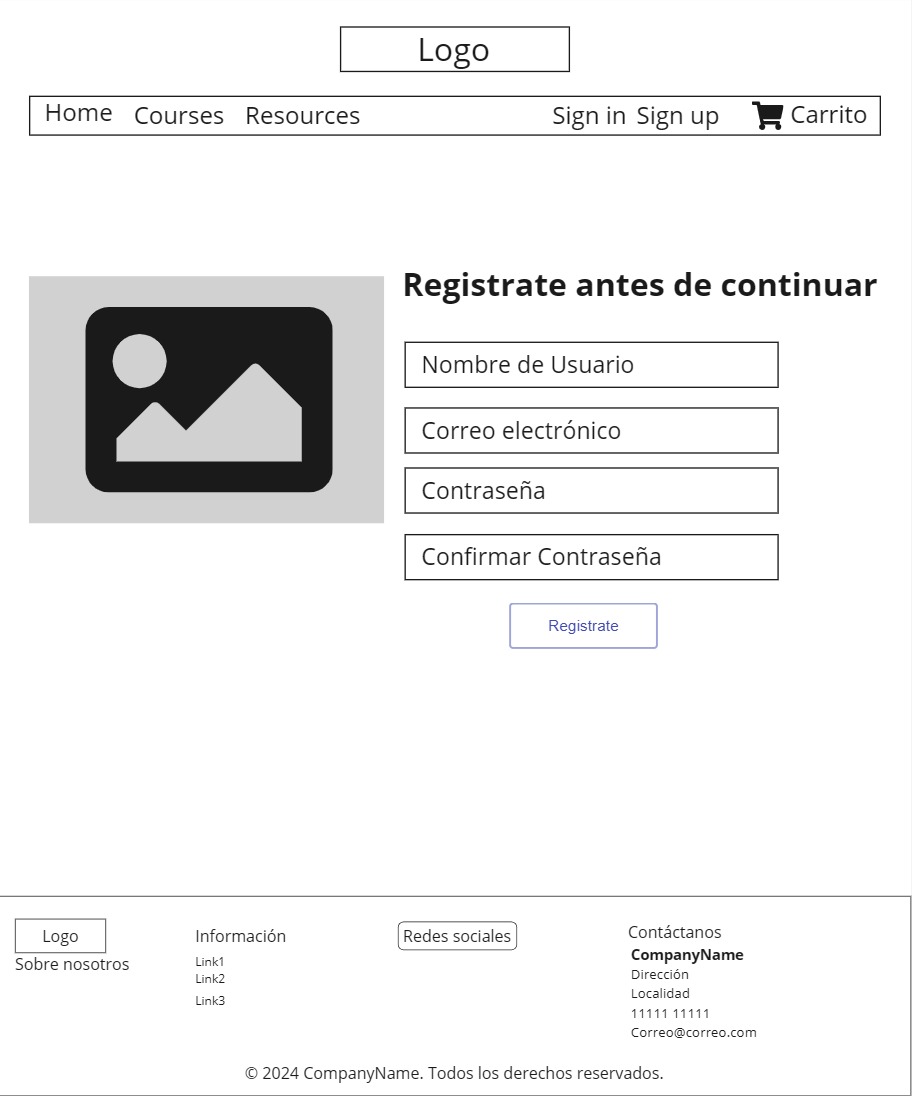 Logo
Home Courses Resources Sign in Sign up Carrito
Registrate antes de continuar
Nombre de Usuario
Correo electrónico
Contraseña
Confirmar Contraseña
Registrate
Logo
Sobre nosotros
Información
Link1
Link2
Link3
Redes sociales
Contáctanos
CompanyName
Dirección
Localidad
11111 11111
Correo@correo.com
© 2024 CompanyName. Todos los derechos reservados.